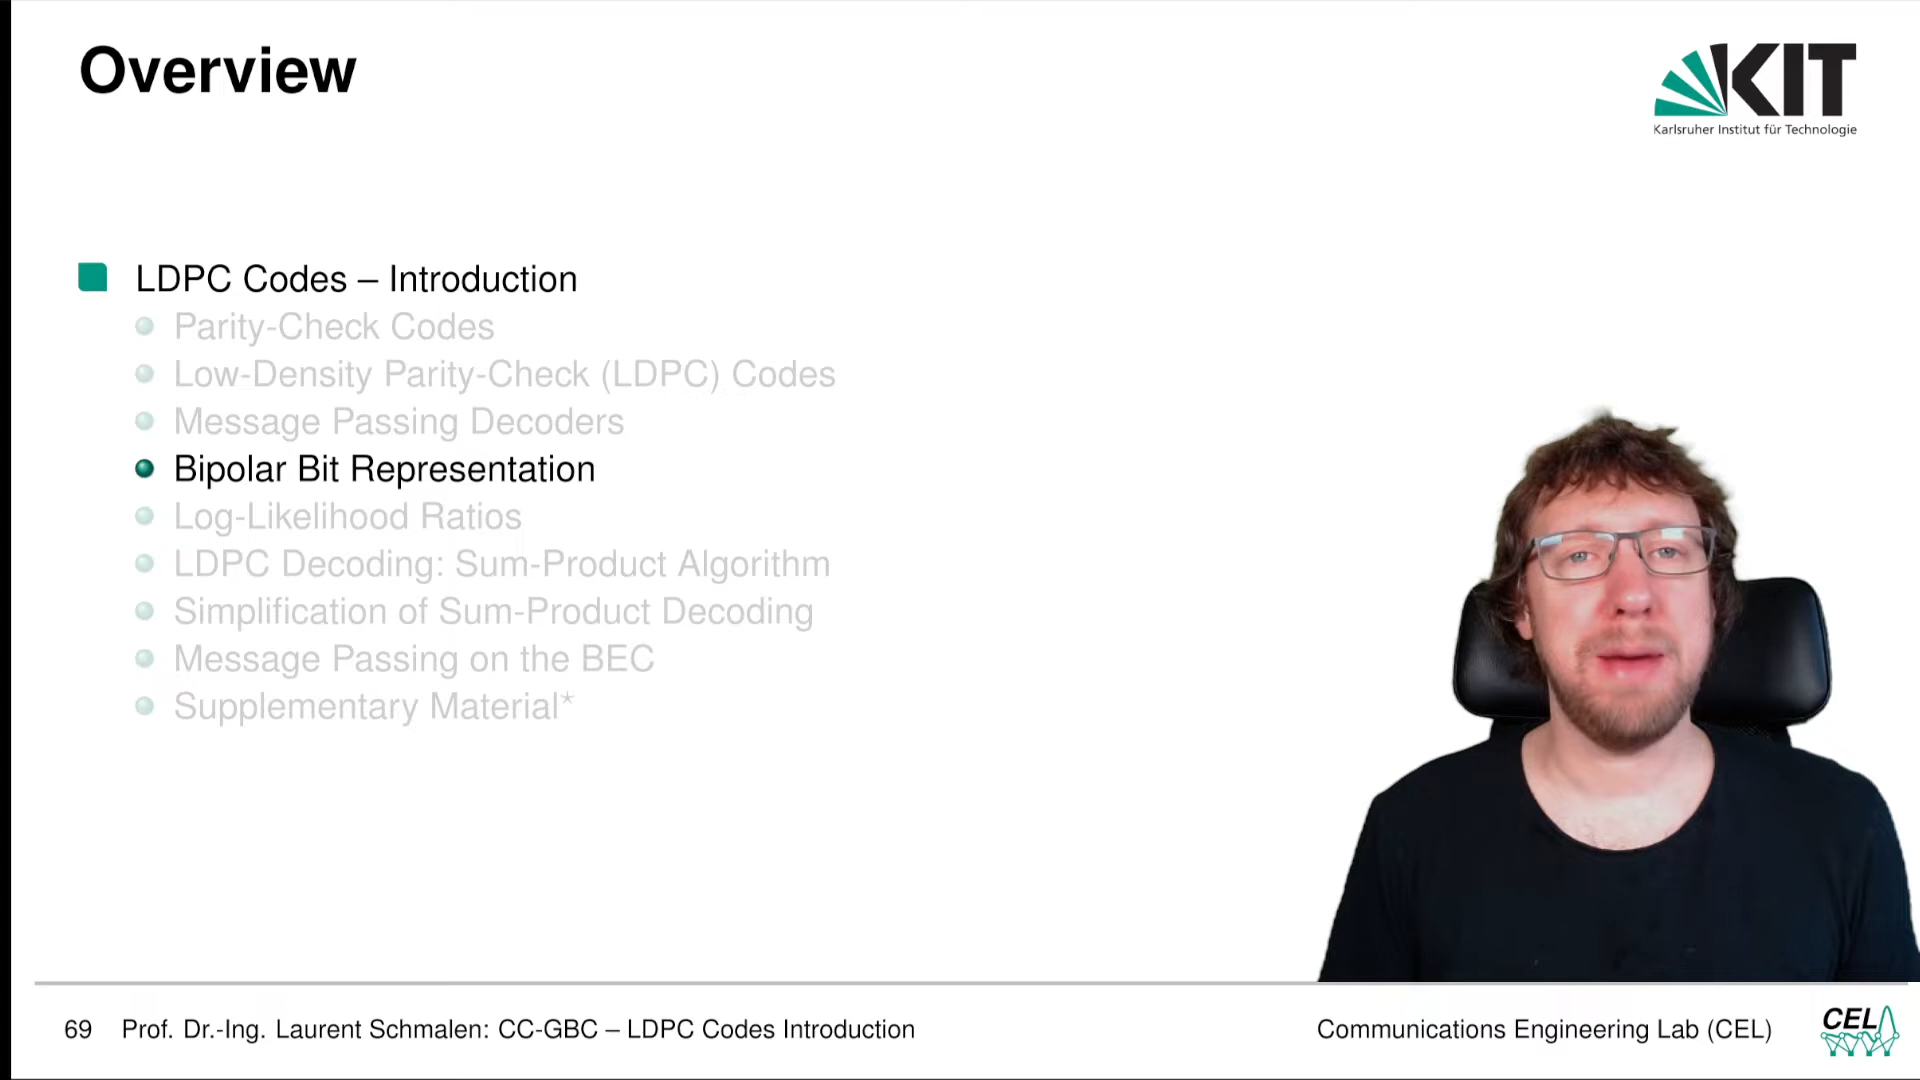 Overview
KIT
Karlsruher Institut für Technologie
LDPC Codes – Introduction
Parity-Check Codes
Low-Density Parity-Check (LDPC) Codes
Message Passing Decoders
Bipolar Bit Representation
Log-Likelihood Ratios
LDPC Decoding: Sum-Product Algorithm
Simplification of Sum-Product Decoding
Message Passing on the BEC
Supplementary Material*
69 Prof. Dr.-Ing. Laurent Schmalen: CC-GBC – LDPC Codes Introduction
Communications Engineering Lab (CEL)
CEL